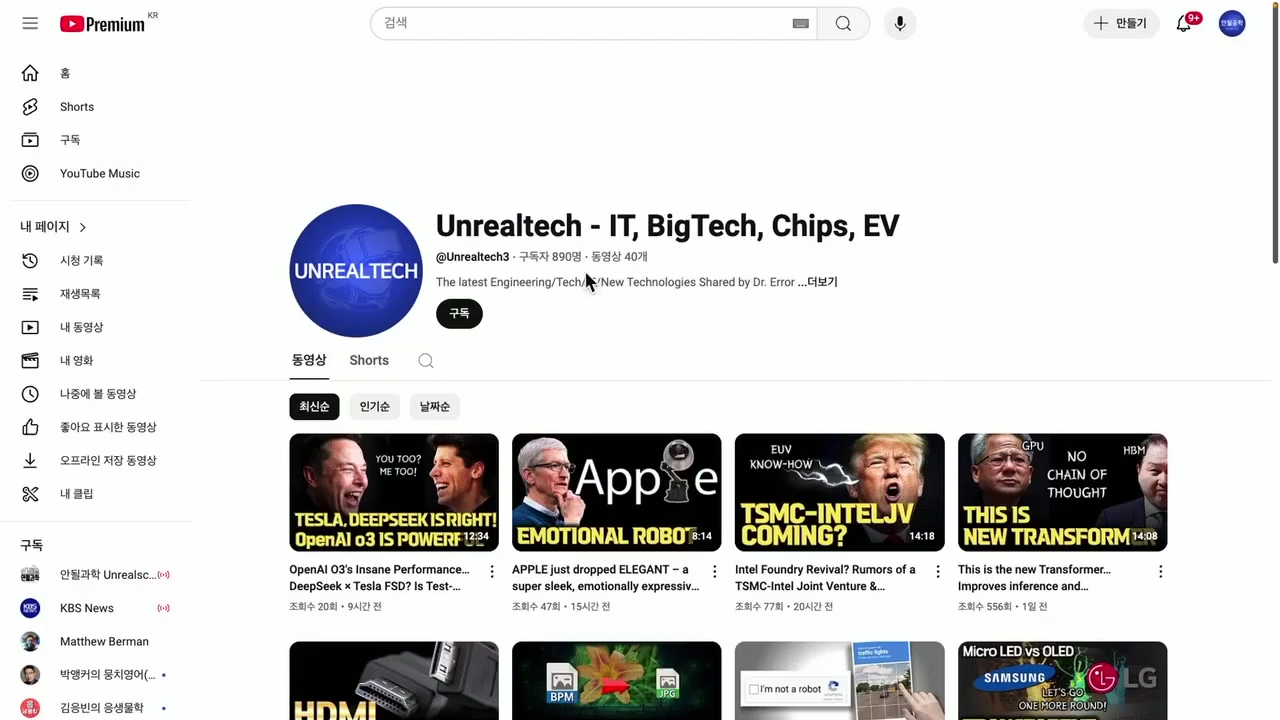 Premium KR
검색
만들기
9+
안될공학
홈
Shorts
구독
YouTube Music
내 페이지
시청 기록
재생목록
내 동영상
내 영화
나중에 볼 동영상
좋아요 표시한 동영상
오프라인 저장 동영상
내 클립
구독
안될과학 Unrealsc...
KBS News
Matthew Berman
박앵커의 뭉치영어(...
김응빈의 응생물학
UNREALTECH
Unrealtech - IT, BigTech, Chips, EV
@Unrealtech3 · 구독자 890명 · 동영상 40개
The latest Engineering/Tech/ /New Technologies Shared by Dr. Error ...더보기
구독
동영상
Shorts
최신순
인기순
날짜순
YOU TOO?
ME TOO!
TESLA, DEEPSEEK IS RIGHT!
OpenAI o3 IS POWERFUL
12:34
OpenAI O3's Insane Performance...
DeepSeek × Tesla FSD? Is Test-...
조회수 20회 • 9시간 전
Apple
EMOTIONAL ROBOT
8:14
APPLE just dropped ELEGANT – a
super sleek, emotionally expressiv...
조회수 47회 • 15시간 전
EUV
KNOW-HOW
TSMC-INTEL JV
COMING?
14:18
Intel Foundry Revival? Rumors of a
TSMC-Intel Joint Venture &...
조회수 77회 • 20시간 전
GPU
HBM
NO
CHAIN OF
THOUGHT
THIS IS
NEW TRANSFORMER
14:08
This is the new Transformer...
Improves inference and...
조회수 556회 • 1일 전
HDMI
BPM
JPG
I'm not a robot
traffic lights
Micro LED vs OLED
SAMSUNG
LG
LET'S GO
ONE MORE ROUND!